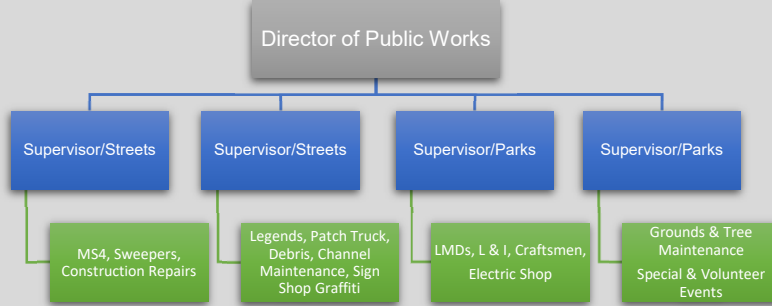 Director of Public Works
Supervisor/Streets
Supervisor/Streets
Supervisor/Parks
Supervisor/Parks
MS4, Sweepers,
Construction Repairs
Legends, Patch Truck,
Debris, Channel
Maintenance, Sign
Shop Graffiti
LMDs, L & I, Craftsmen,
Electric Shop
Grounds & Tree
Maintenance
Special & Volunteer
Events